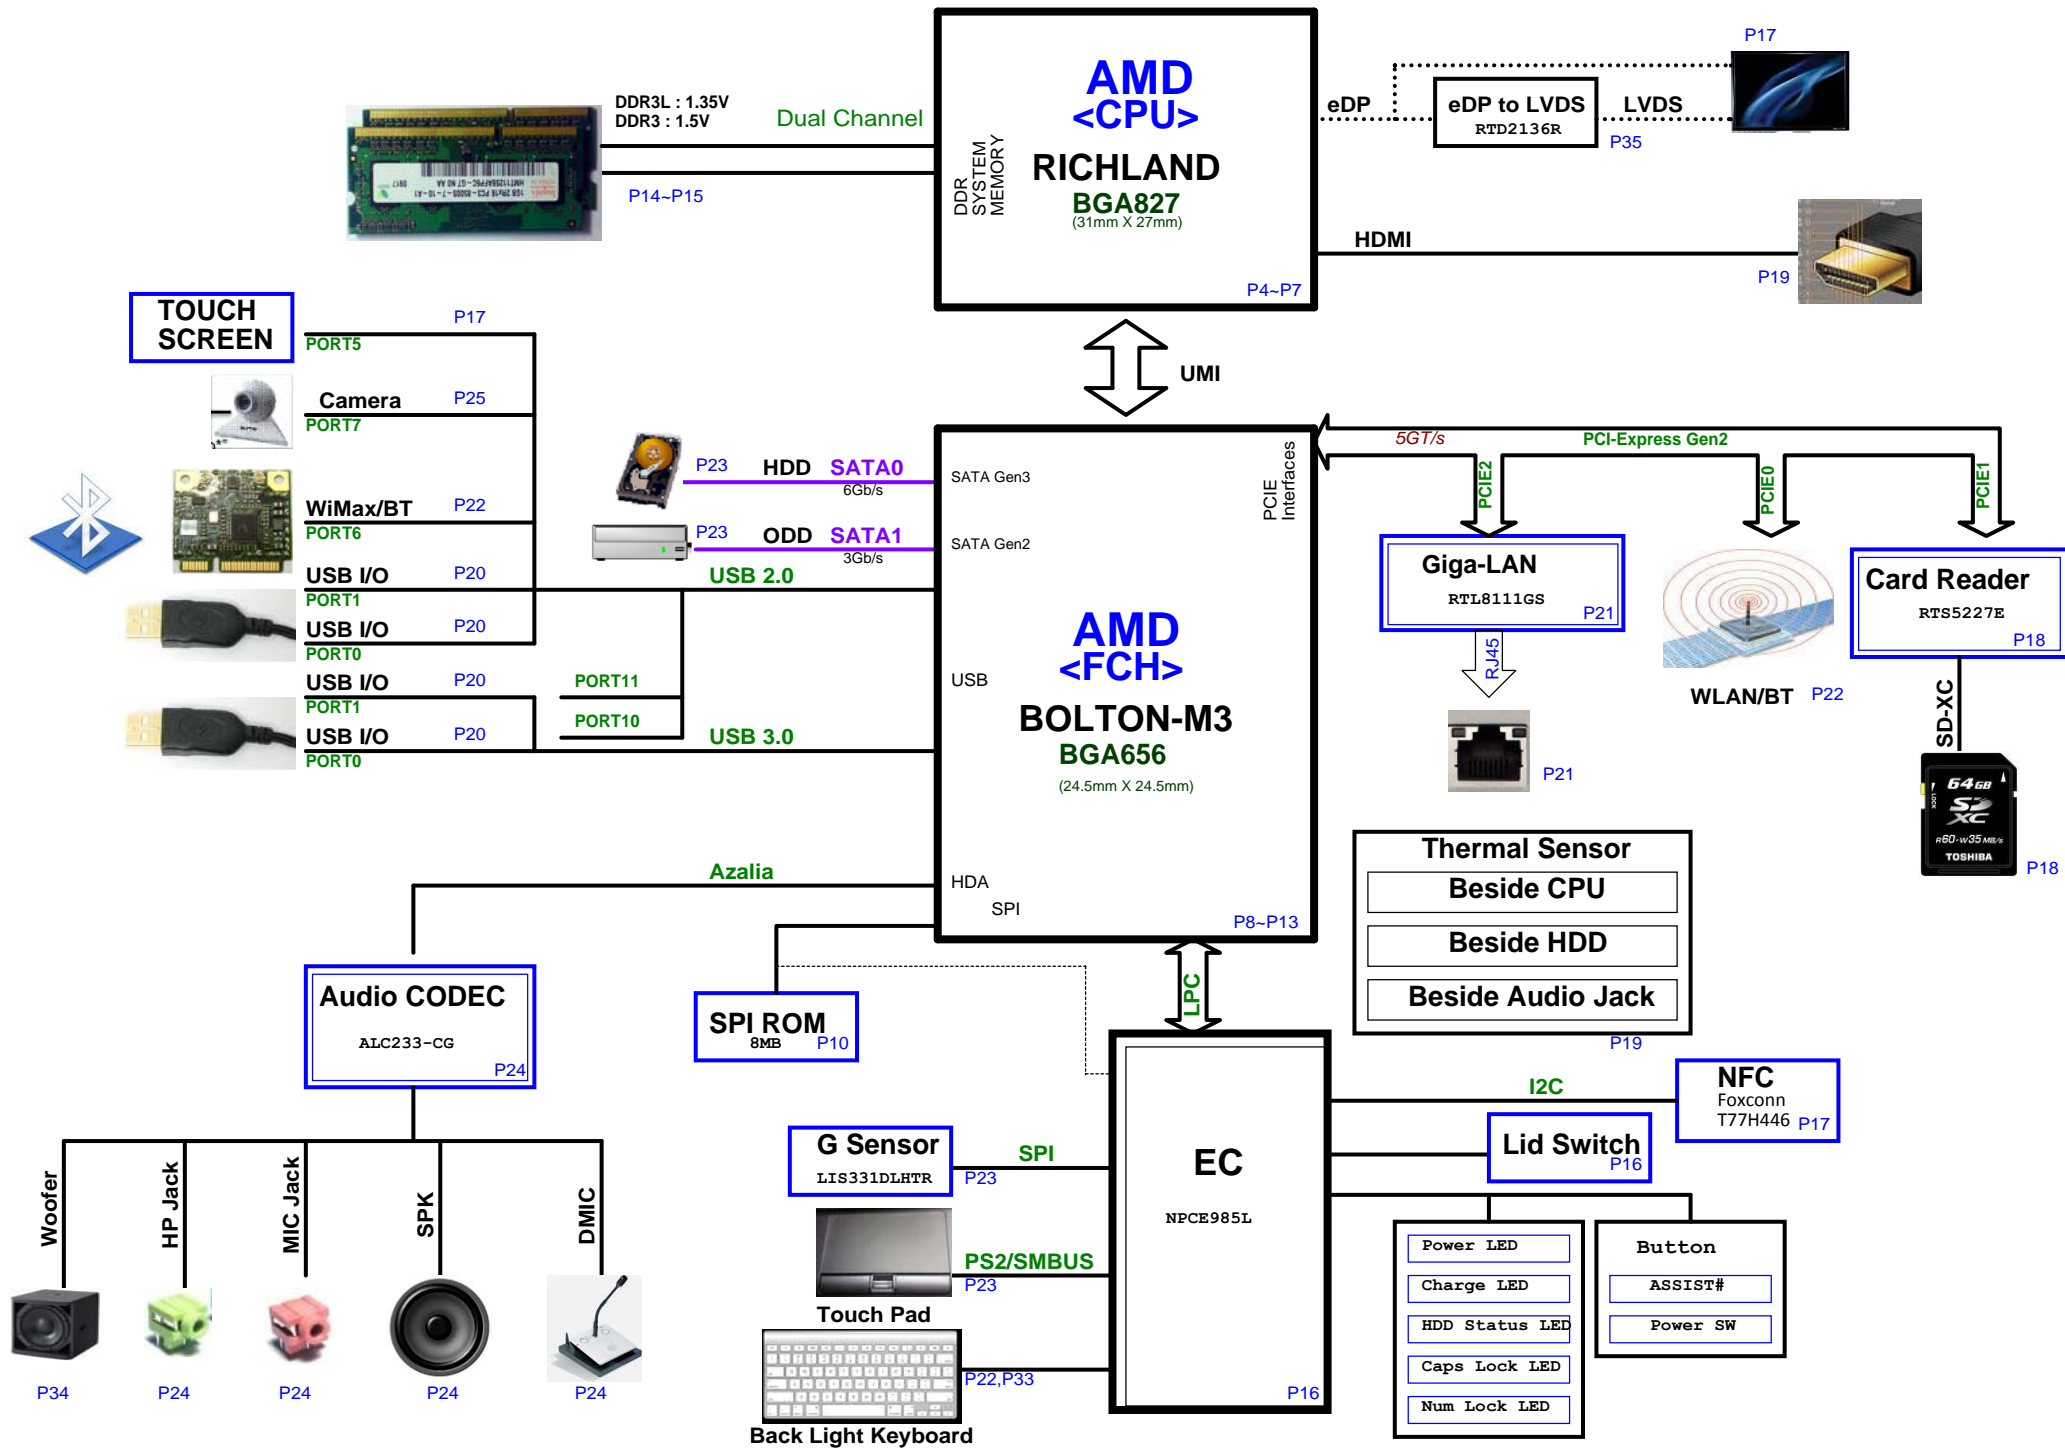 P17
DDR3L : 1.35V
DDR3 : 1.5V
Dual Channel
P14~P15
DDR
SYSTEM
MEMORY
AMD
<CPU>
RICHLAND
BGA827
(31mm X 27mm)
P4~P7
eDP
eDP to LVDS
RTD2136R
LVDS
P35
HDMI
P19
UMI
TOUCH
SCREEN
P17
PORT5
Camera
P25
PORT7
WiMax/BT
P22
PORT6
USB I/O
P20
PORT1
USB I/O
P20
PORT0
USB I/O
P20
PORT1
USB I/O
P20
PORT0
P23
HDD
SATA0
6Gb/s
P23
ODD
SATA1
3Gb/s
USB 2.0
PORT11
PORT10
USB 3.0
SATA Gen3
SATA Gen2
PCIE
Interfaces
AMD
<FCH>
USB
BOLTON-M3
BGA656
(24.5mm X 24.5mm)
HDA
SPI
P8~P13
5GT/s
PCI-Express Gen2
PCIE2
PCIE0
PCIE1
Giga-LAN
RTL8111GS
P21
RJ45
P21
WLAN/BT
P22
Card Reader
RTS5227E
P18
SD-XC
64GB
LOCK
SD
XC
R60-W35 MB/s
TOSHIBA
P18
Azalia
Audio CODEC
ALC233-CG
P24
SPI ROM
8MB
P10
LPC
Thermal Sensor
Beside CPU
Beside HDD
Beside Audio Jack
P19
I2C
NFC
Foxconn
T77H446
P17
Lid Switch
P16
EC
NPCE985L
P16
G Sensor
LIS331DLHTR
SPI
P23
PS2/SMBUS
P23
Touch Pad
P22,P33
Back Light Keyboard
Power LED
Charge LED
HDD Status LED
Caps Lock LED
Num Lock LED
Button
ASSIST#
Power SW
Woofer
HP Jack
MIC Jack
SPK
DMIC
P34
P24
P24
P24
P24